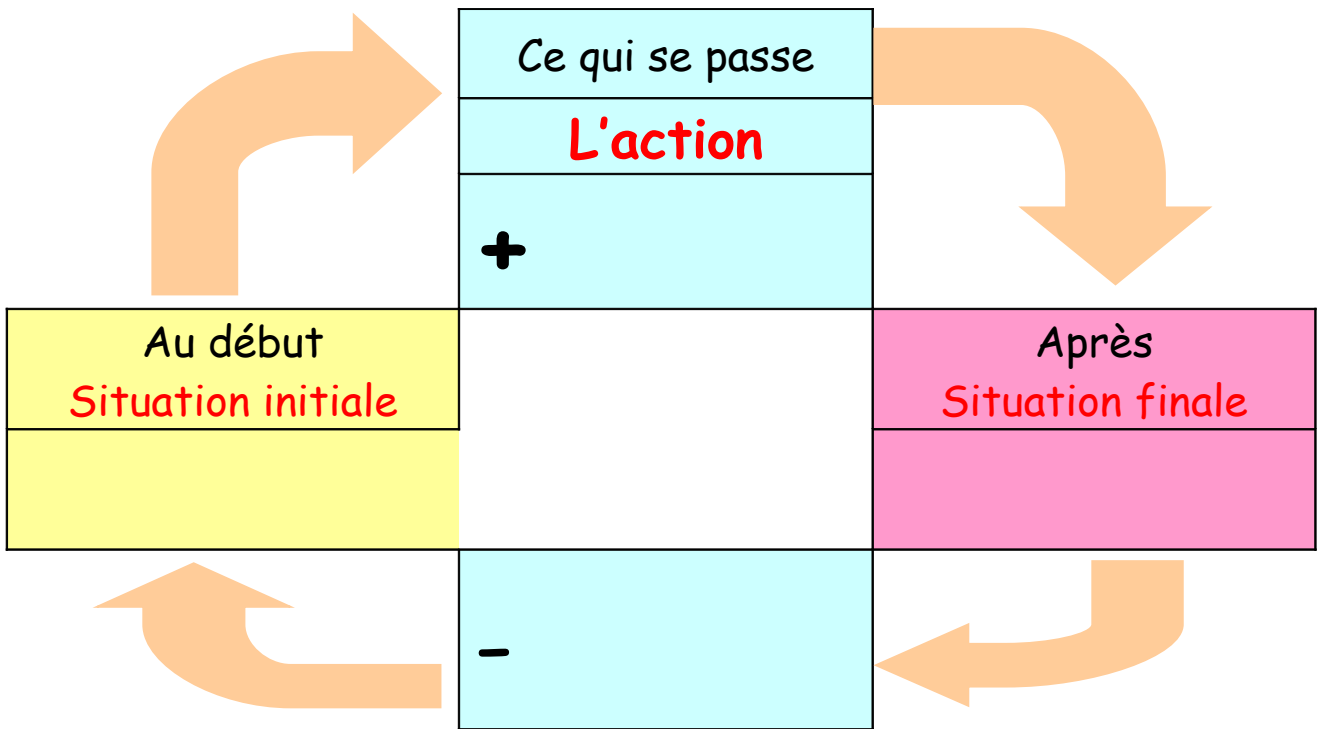 Ce qui se passe
L'action
+
Au début
Situation initiale
Après
Situation finale
-